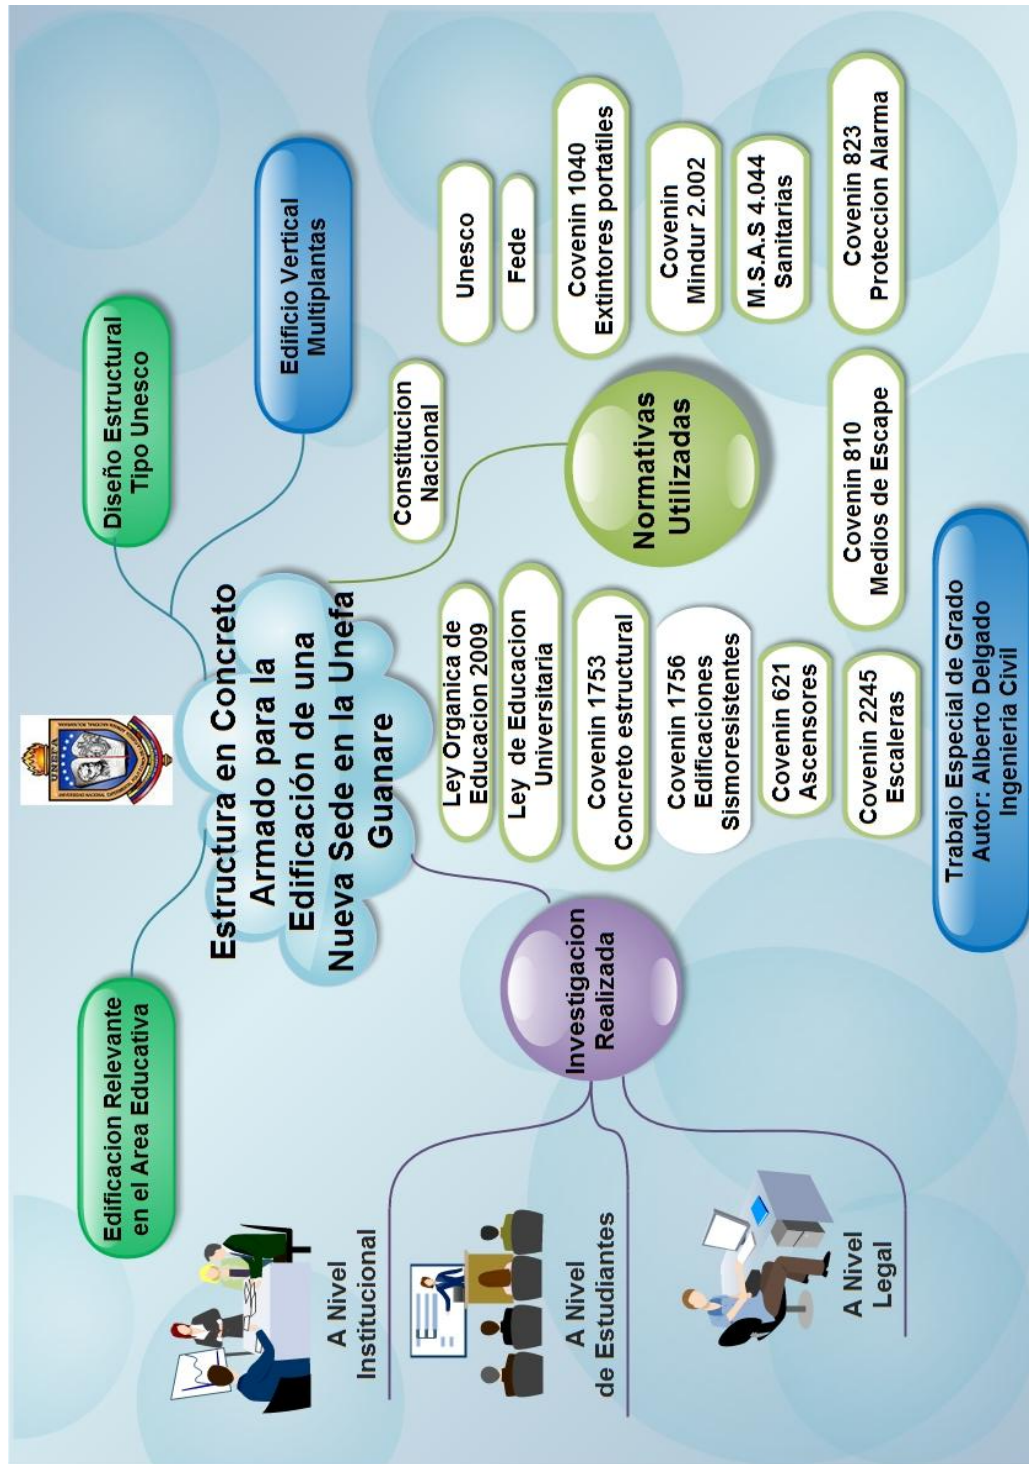 UNEFA
Edificacion Relevante
en el Area Educativa
Diseño Estructural
Tipo Unesco
Edificio Vertical
Multiplantas
Estructura en Concreto
Armado para la
Edificación de una
Nueva Sede en la Unefa
Guanare
Investigacion
Realizada
A Nivel
Institucional
A Nivel
de Estudiantes
A Nivel
Legal
Normativas
Utilizadas
Constitucion
Nacional
Ley Organica de
Educacion 2009
Ley de Educacion
Universitaria
Covenin 1753
Concreto estructural
Covenin 1756
Edificaciones
Sismoresistentes
Covenin 621
Ascensores
Covenin 2245
Escaleras
Unesco
Fede
Covenin 1040
Extintores portatiles
Covenin
Mindur 2.002
M.S.A.S 4.044
Sanitarias
Covenin 810
Medios de Escape
Covenin 823
Proteccion Alarma
Trabajo Especial de Grado
Autor: Alberto Delgado
Ingenieria Civil